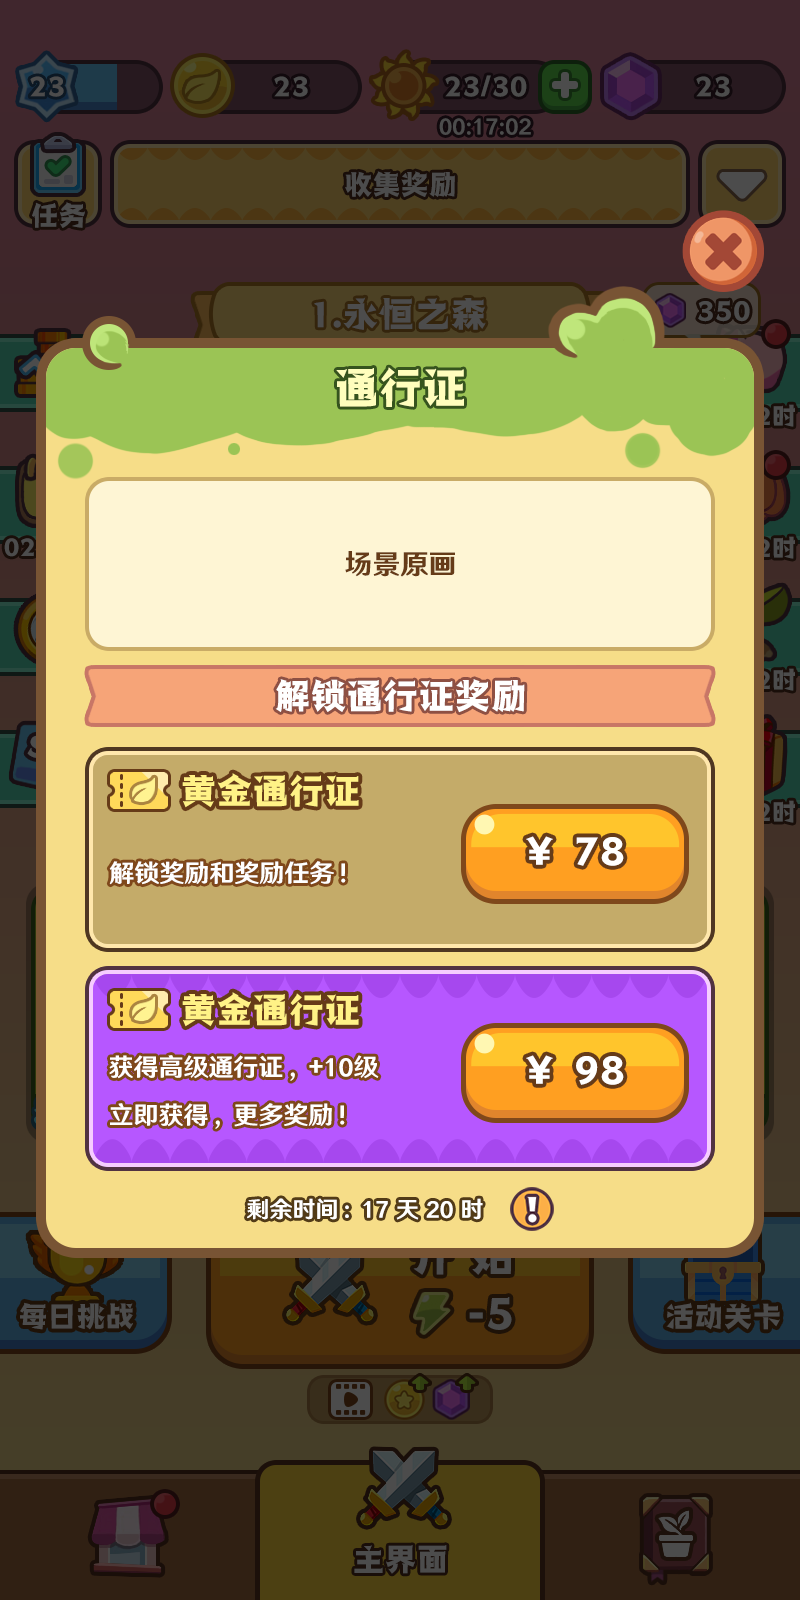 23
23
23/30
23
00:17:02
任务
收集奖励
1.永恒之森
350
通行证
场景原画
解锁通行证奖励
黄金通行证
¥ 78
解锁奖励和奖励任务！
黄金通行证
¥ 98
获得高级通行证，+10级
立即获得，更多奖励！
剩余时间：17 天 20 时
每日挑战
开 始
-5
活动关卡
主界面